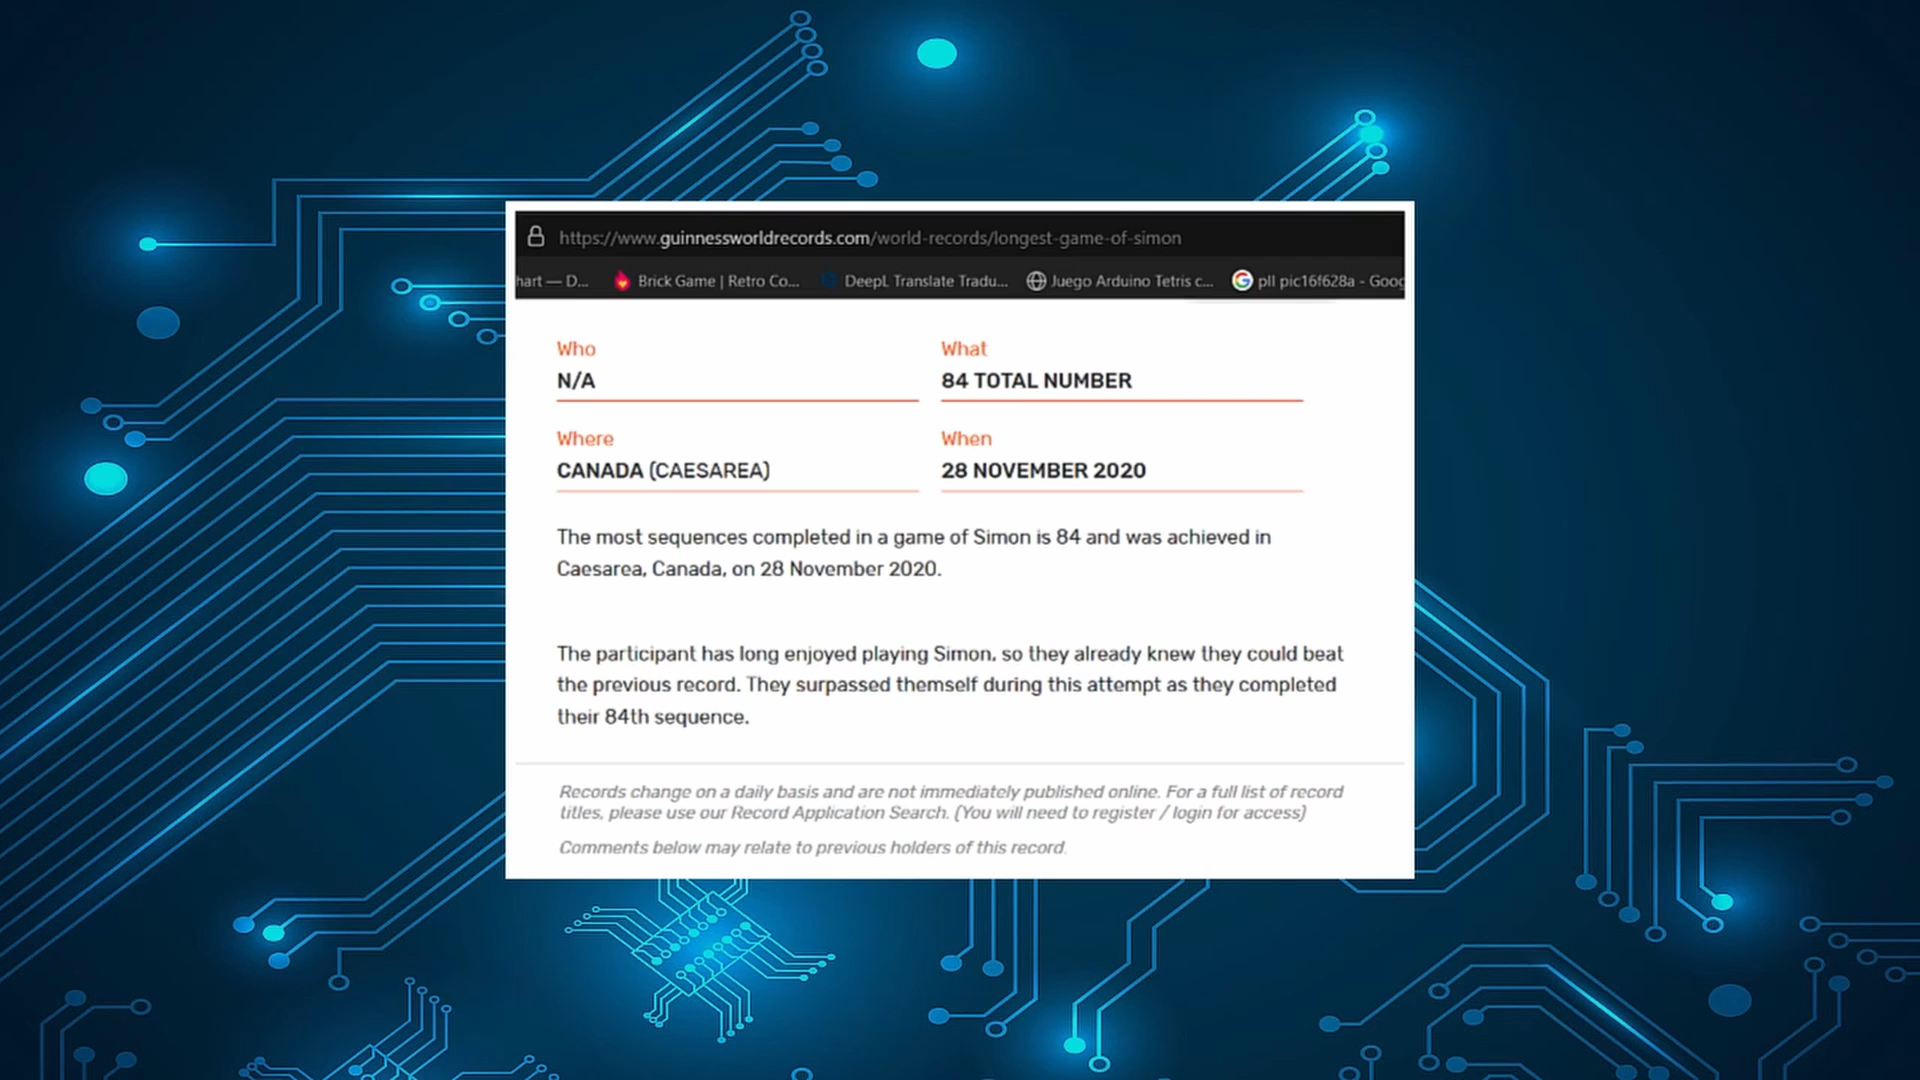 https://www.guinnessworldrecords.com/world-records/longest-game-of-simon
hart — D... Brick Game | Retro Co... DeepL Translate Tradu... Juego Arduino Tetris c... pll pic16f628a - Goog
Who
N/A
What
84 TOTAL NUMBER
Where
CANADA (CAESAREA)
When
28 NOVEMBER 2020
The most sequences completed in a game of Simon is 84 and was achieved in
Caesarea, Canada, on 28 November 2020.
The participant has long enjoyed playing Simon, so they already knew they could beat
the previous record. They surpassed themself during this attempt as they completed
their 84th sequence.
Records change on a daily basis and are not immediately published online. For a full list of record
titles, please use our Record Application Search. (You will need to register / login for access)
Comments below may relate to previous holders of this record.